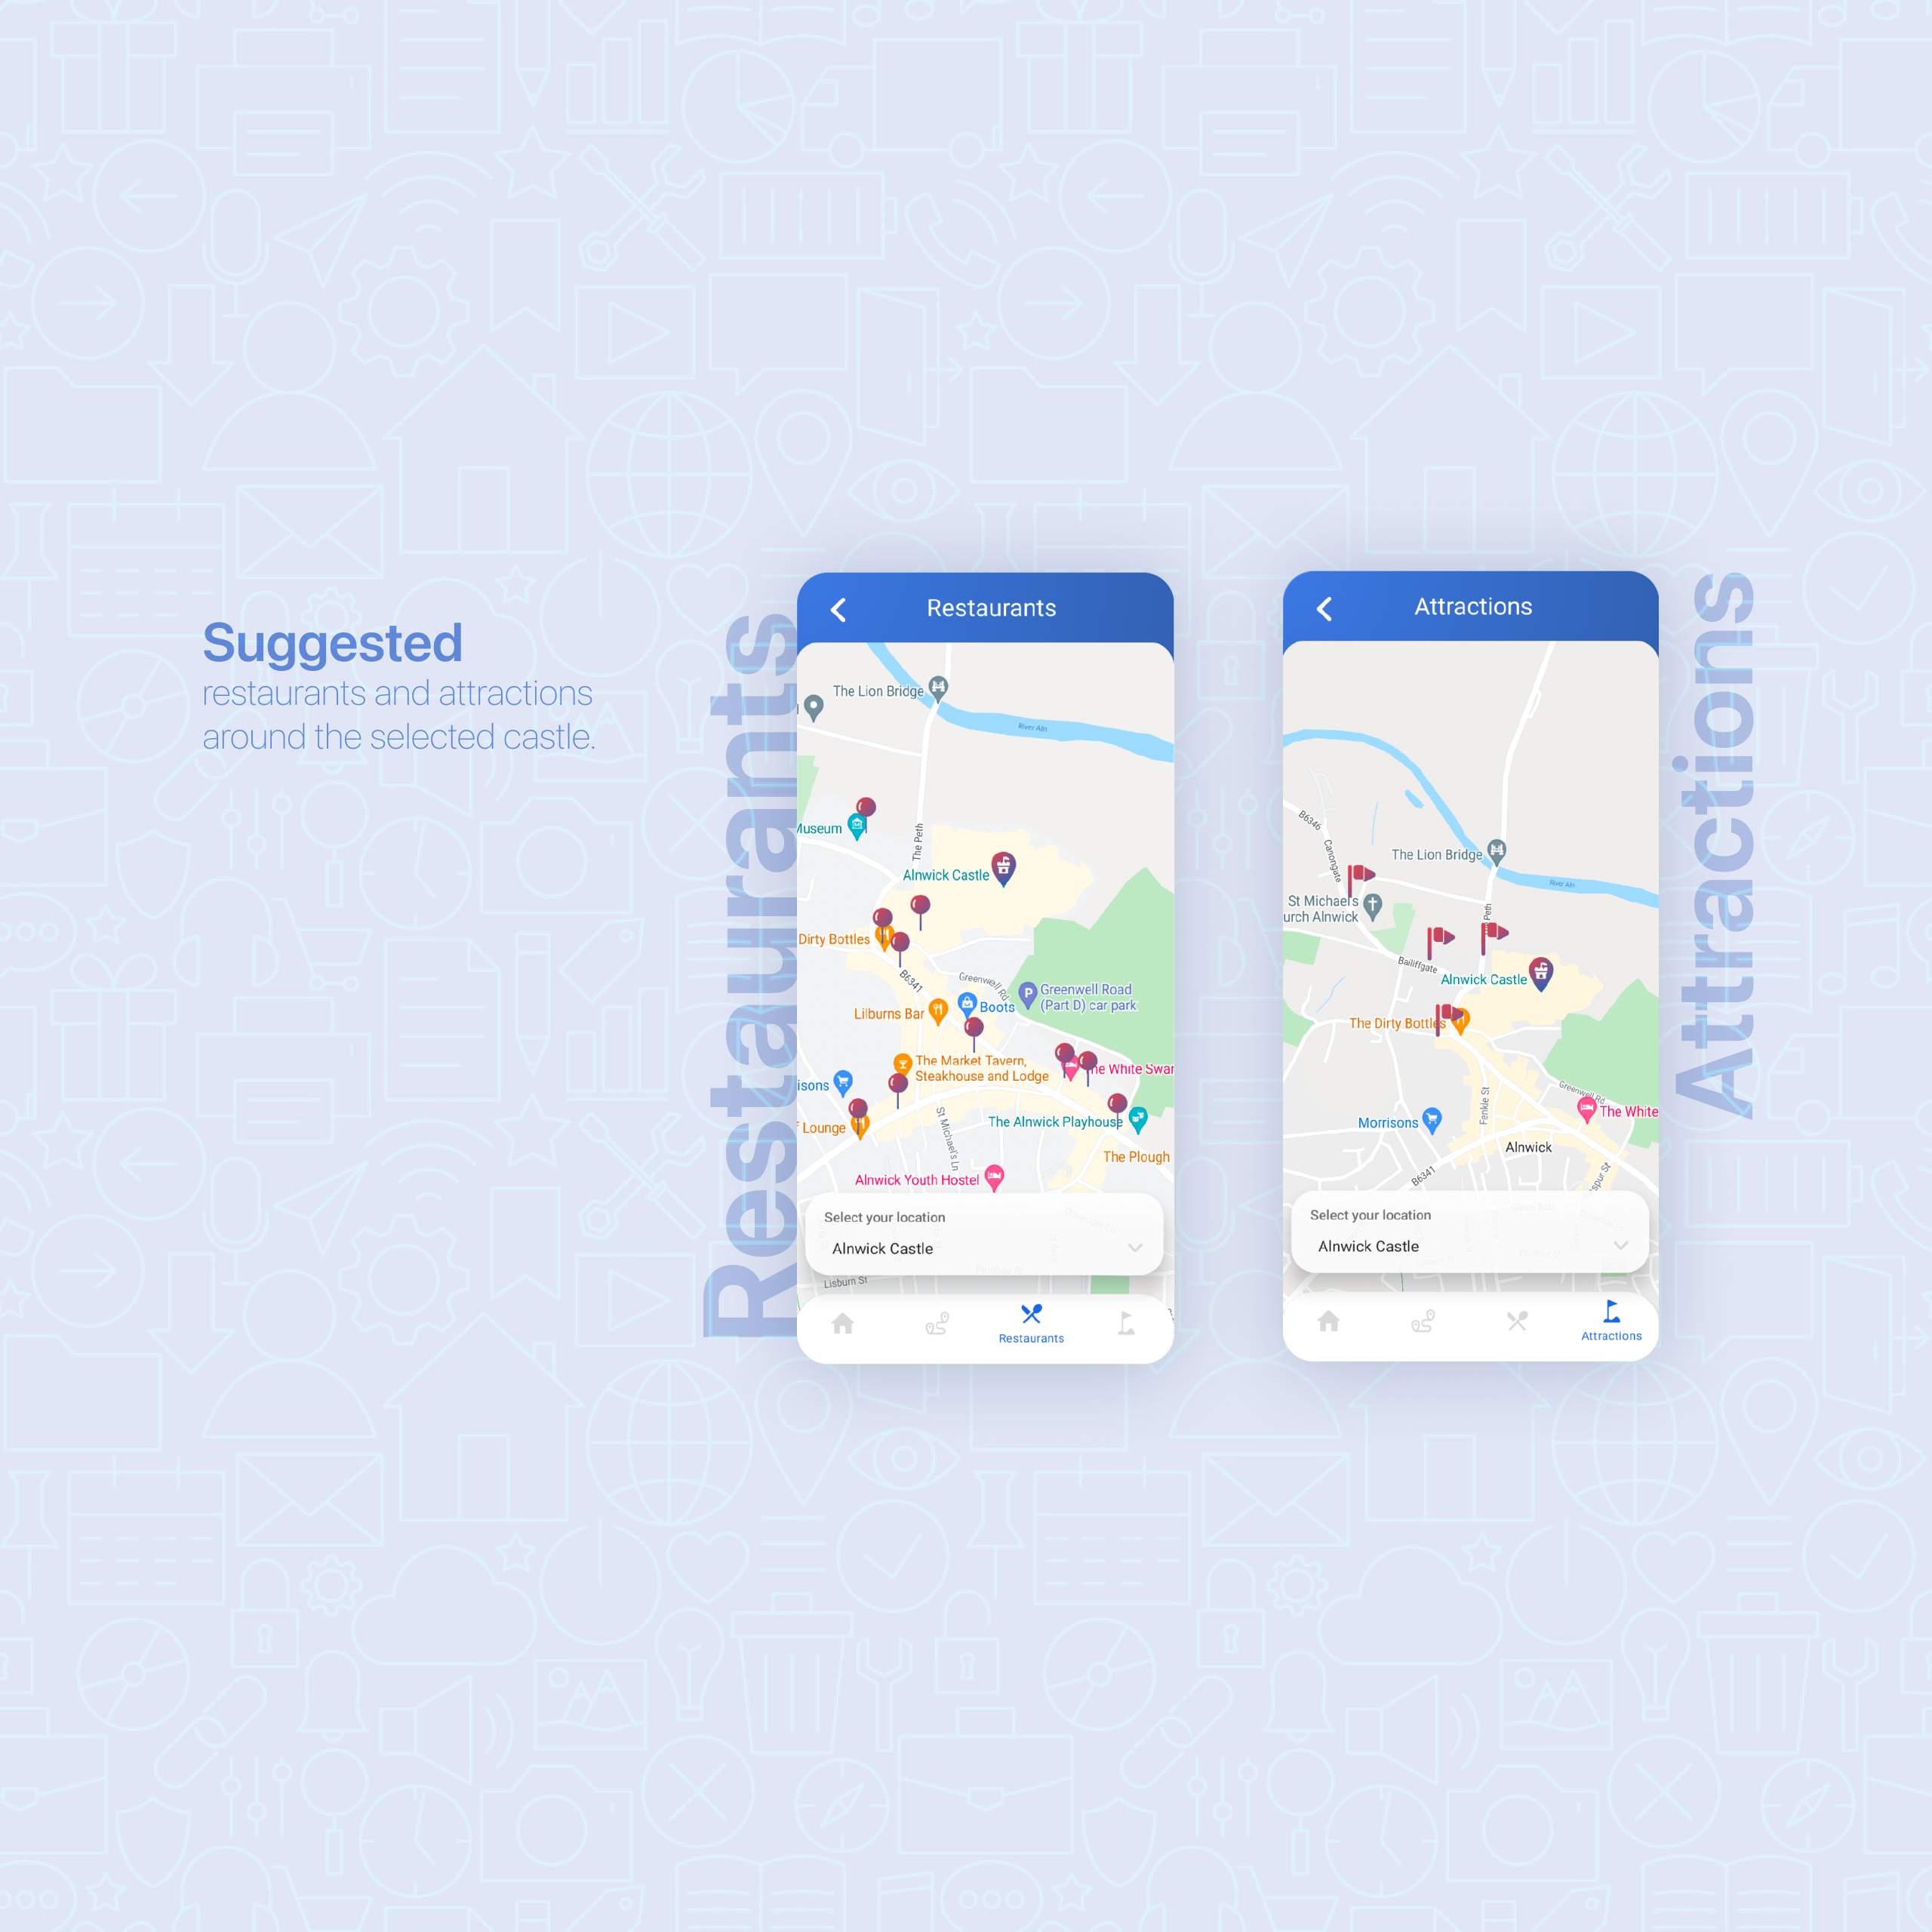 Suggested
restaurants and attractions
around the selected castle.
Restaurants
Restaurants
The Lion Bridge
River Aln
Museum
The Peth
Alnwick Castle
Dirty Bottles
B6341
Greenwell Rd
Greenwell Road
(Part D) car park
Boots
Lilburns Bar
The Market Tavern,
Steakhouse and Lodge
The White Swan
isons
Lounge
St Michael's Ln
The Alnwick Playhouse
The Plough
Alnwick Youth Hostel
Select your location
Alnwick Castle
Lisburn St
Restaurants
Attractions
B6346
Canongate
The Lion Bridge
River Aln
St Michael's
urch Alnwick
Peth
Bailiffgate
Alnwick Castle
The Dirty Bottles
Fenkle St
Greenwell Rd
The White
Morrisons
Alnwick
B6341
spur St
Select your location
Alnwick Castle
Attractions
Attractions